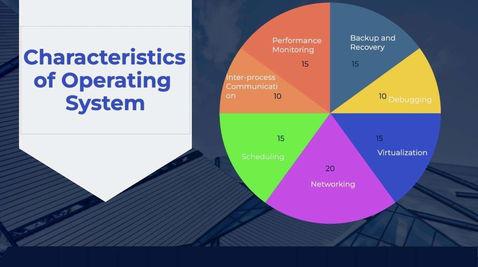 Characteristics
of Operating
System
Performance
Monitoring
15
Backup and
Recovery
15
Inter-process
Communicati
on
10
10
Debugging
15
Scheduling
15
Virtualization
20
Networking